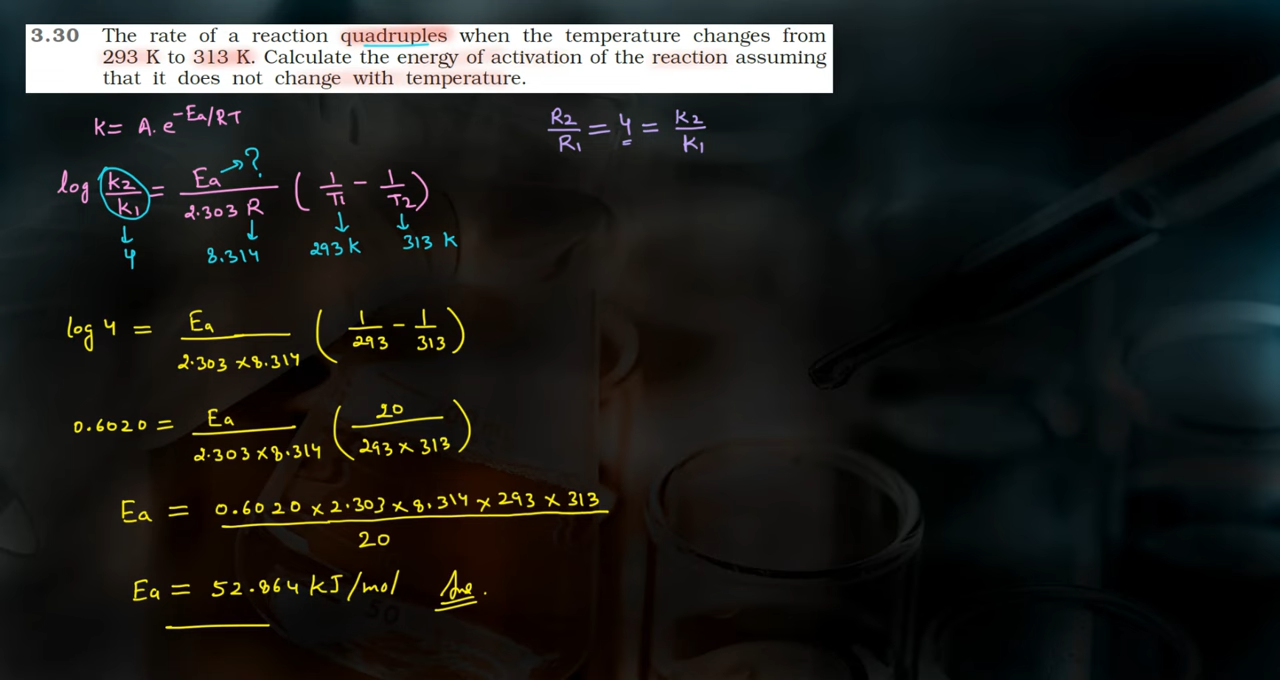 3.30 The rate of a reaction quadruples when the temperature changes from
293 K to 313 K. Calculate the energy of activation of the reaction assuming
that it does not change with temperature.
K = A.e^-Ea/RT
R2/R1 = 4 = K2/K1
log (K2/K1) = Ea/2.303 R (1/T1 - 1/T2)
→ ?
↓ 4 ↓ 8.314 ↓ 293 K ↓ 313 K
log 4 = Ea/2.303 × 8.314 (1/293 - 1/313)
0.6020 = Ea/2.303 × 8.314 (20/293 × 313)
Ea = 0.6020 × 2.303 × 8.314 × 293 × 313/20
Ea = 52.864 KJ/mol Ans.